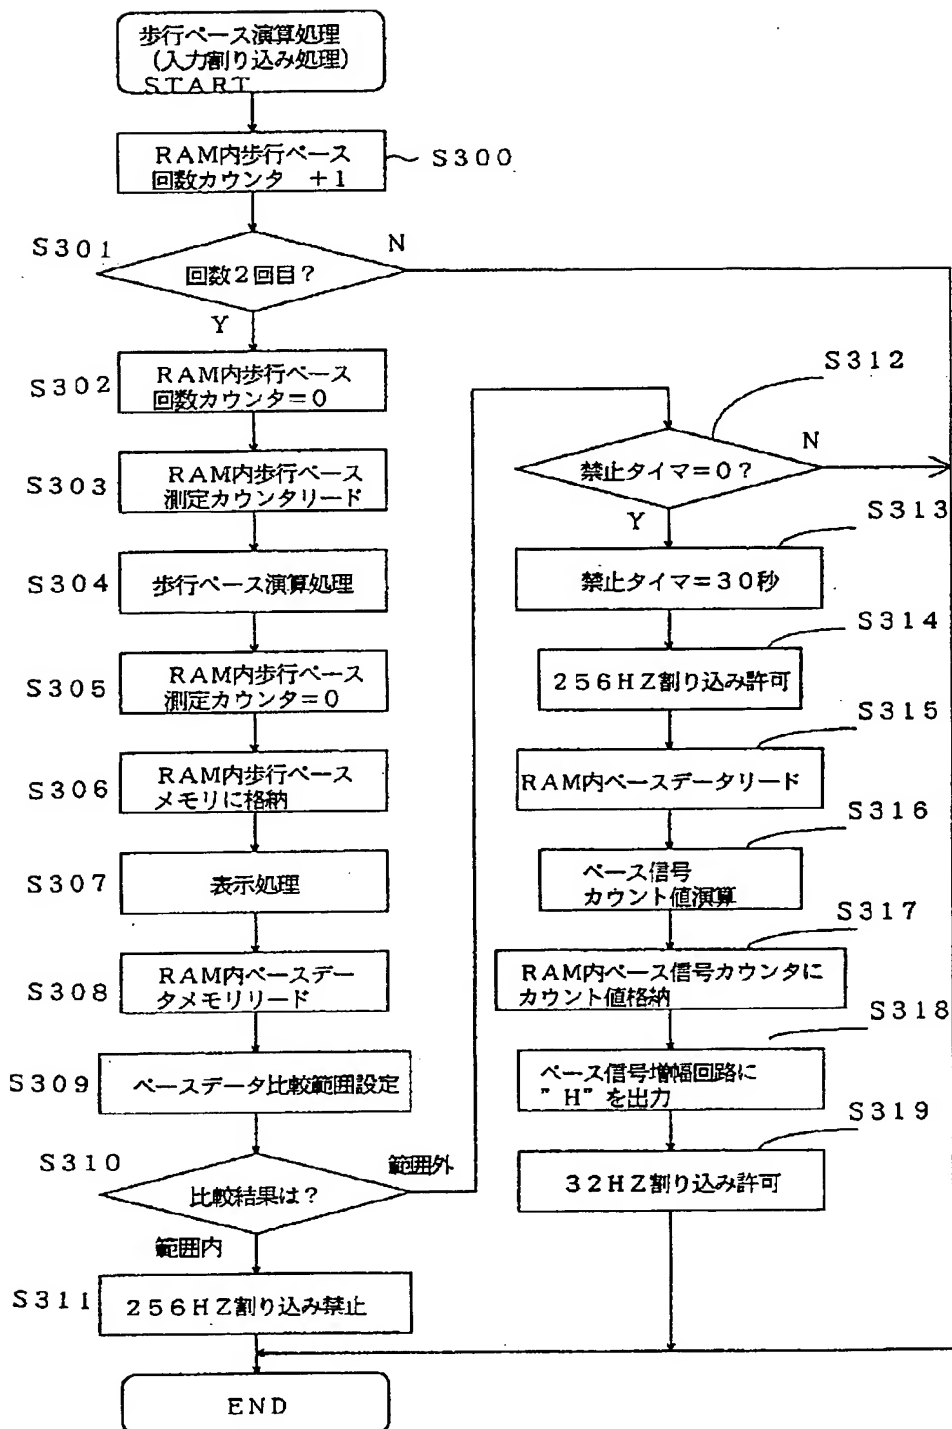 歩行ペース演算処理
(入力割り込み処理)
START
RAM内歩行ペース
回数カウンタ +1
S300
S301
回数2回目?
N
Y
S302
RAM内歩行ペース
回数カウンタ=0
S303
RAM内歩行ペース
測定カウンタリード
S304
歩行ペース演算処理
S305
RAM内歩行ペース
測定カウンタ=0
S306
RAM内歩行ペース
メモリに格納
S307
表示処理
S308
RAM内ペースデー
タメモリリード
S309
ペースデータ比較範囲設定
S310
比較結果は?
範囲外
範囲内
S311
256HZ割り込み禁止
END
S312
禁止タイマ=0?
N
Y
S313
禁止タイマ=30秒
S314
256HZ割り込み許可
S315
RAM内ペースデータリード
S316
ペース信号
カウント値演算
S317
RAM内ペース信号カウンタに
カウント値格納
S318
ペース信号増幅回路に
"H"を出力
S319
32HZ割り込み許可